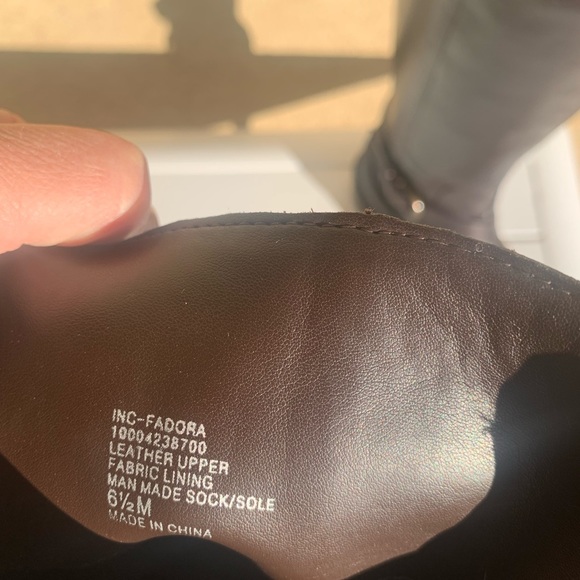 INC-FADORA
10004238700
LEATHER UPPER
FABRIC LINING
MAN MADE SOCK/SOLE
6½M
MADE IN CHINA